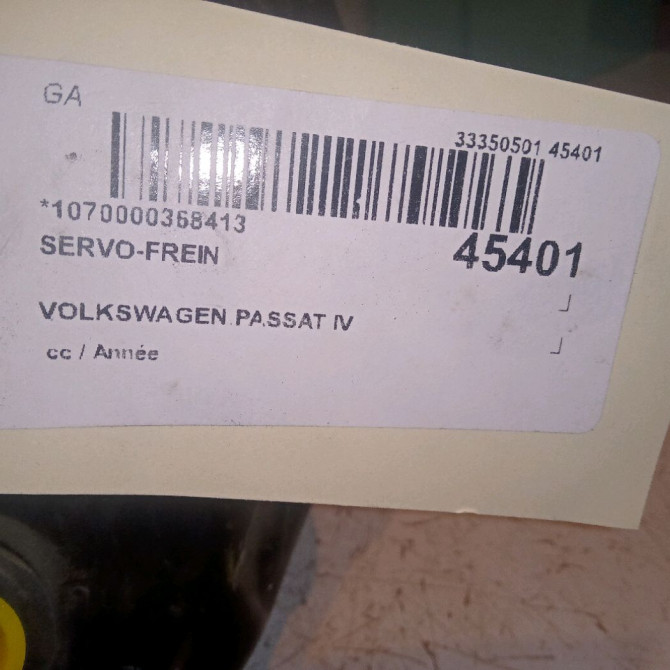 GA
33350501 45401
*1070000368413
SERVO-FREIN
45401
VOLKSWAGEN PASSAT IV
cc / Année